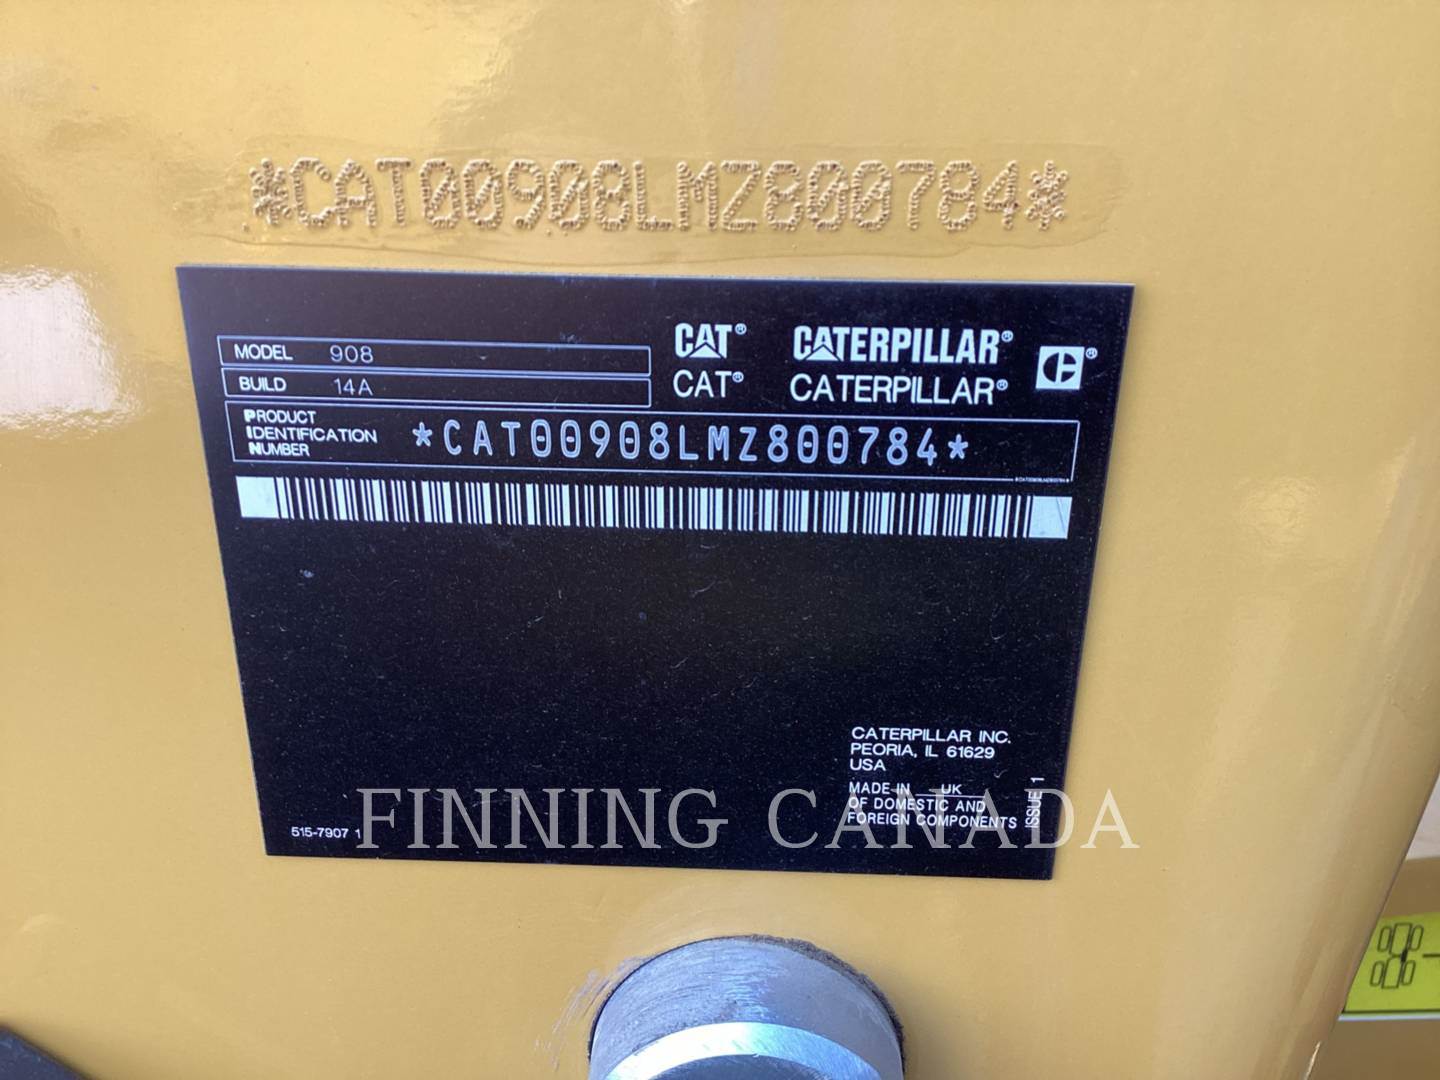 *CAT00908LMZ800784*
MODEL 908
BUILD 14A
CAT® CATERPILLAR®
CAT® CATERPILLAR®
PRODUCT
IDENTIFICATION
NUMBER
*CAT00908LMZ800784*
*CAT00908LMZ800784*
CATERPILLAR INC.
PEORIA, IL 61629
USA
MADE IN UK
OF DOMESTIC AND
FOREIGN COMPONENTS
ISSUE 1
515-7907 1
FINNING CANADA